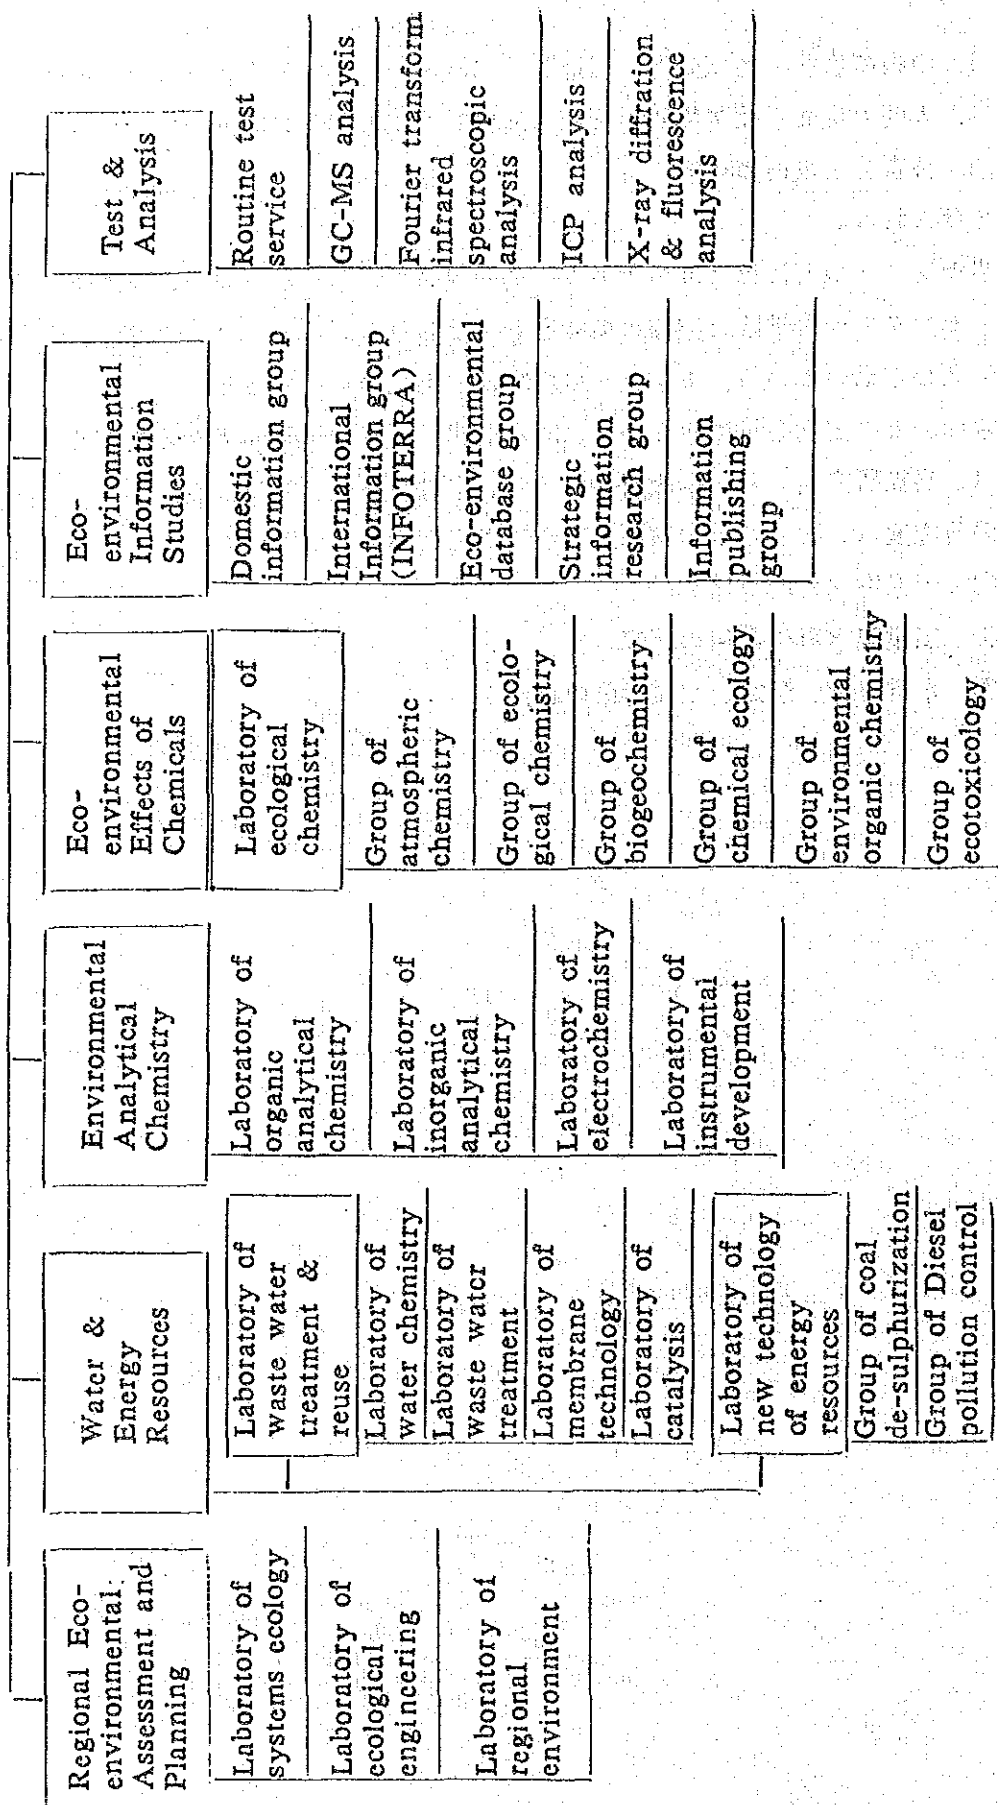 Regional Eco-
environmental
Assessment and
Planning
Laboratory of
systems ecology
Laboratory of
ecological
engineering
Laboratory of
regional
environment
Water &
Energy
Resources
Laboratory of
waste water
treatment &
reuse
Laboratory of
water chemistry
Laboratory of
waste water
treatment
Laboratory of
membrane
technology
Laboratory of
catalysis
Laboratory of
new technology
of energy
resources
Group of coal
de-sulphurization
Group of Diesel
pollution control
Environmental
Analytical
Chemistry
Laboratory of
organic
analytical
chemistry
Laboratory of
inorganic
analytical
chemistry
Laboratory of
electrochemistry
Laboratory of
instrumental
development
Eco-
environmental
Effects of
Chemicals
Laboratory of
ecological
chemistry
Group of
atmospheric
chemistry
Group of ecolo-
gical chemistry
Group of
biogeochemistry
Group of
chemical ecology
Group of
environmental
organic chemistry
Group of
ecotoxicology
Eco-
environmental
Information
Studies
Domestic
information group
International
Information group
(INFOTERRA)
Eco-environmental
database group
Strategic
information
research group
Information
publishing
group
Test &
Analysis
Routine test
service
GC-MS analysis
Fourier transform
infrared
spectroscopic
analysis
ICP analysis
X-ray diffration
& fluorescence
analysis